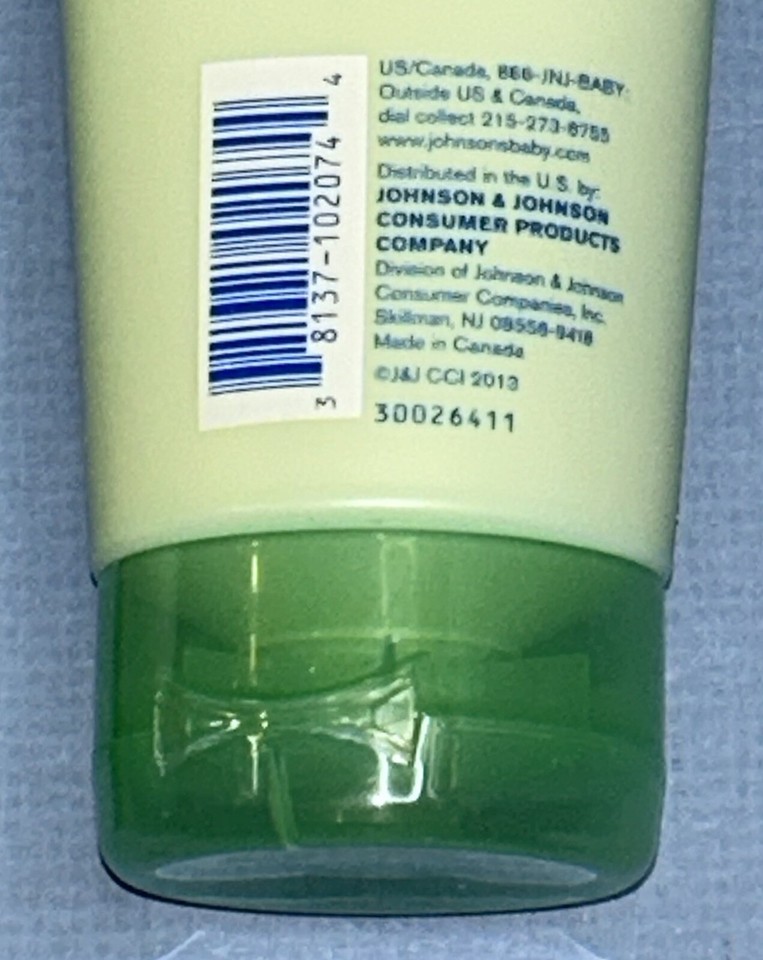 3 8137-102074 4
US/Canada, 866-JNJ-BABY
Outside US & Canada,
dial collect 215-273-8755
www.johnsonsbaby.com
Distributed in the U.S. by:
JOHNSON & JOHNSON
CONSUMER PRODUCTS
COMPANY
Division of Johnson & Johnson
Consumer Companies, Inc.
Skillman, NJ 08558-9418
Made in Canada
©J&J CCI 2013
30026411